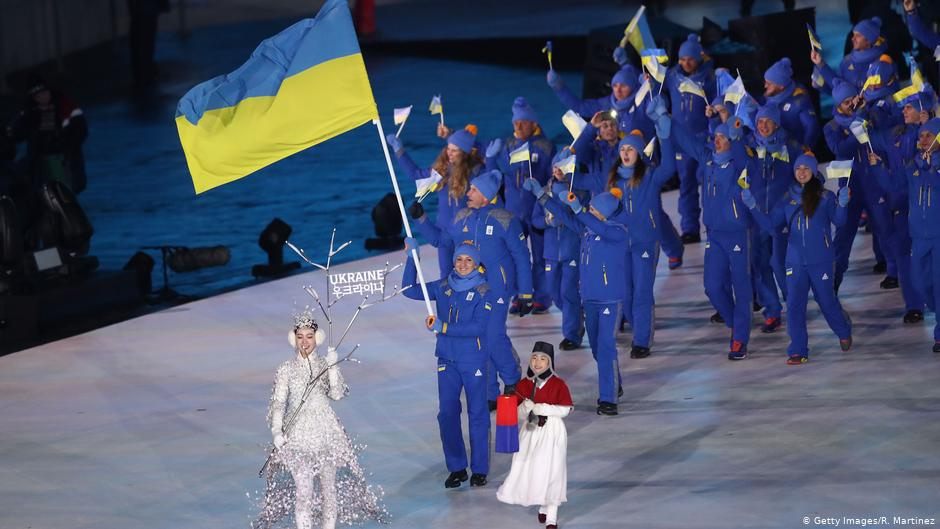 UKRAINE
우크라이나
© Getty Images/R. Martinez